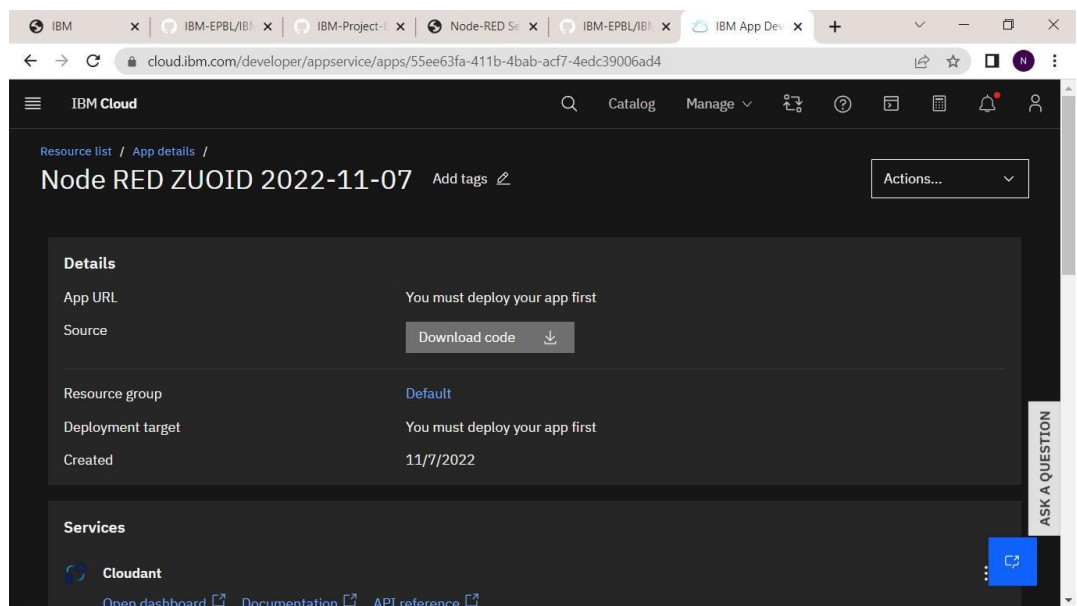 IBM IBM-EPBL/IBM IBM-Project- Node-RED Se IBM-EPBL/IBM IBM App Dev
cloud.ibm.com/developer/appservice/apps/55ee63fa-411b-4bab-acf7-4edc39006ad4 N
IBM Cloud Catalog Manage
Resource list / App details /
Node RED ZUOID 2022-11-07 Add tags Actions...
Details
App URL You must deploy your app first
Source Download code
Resource group Default
Deployment target You must deploy your app first
Created 11/7/2022
ASK A QUESTION
Services
Cloudant
Open dashboard Documentation API reference